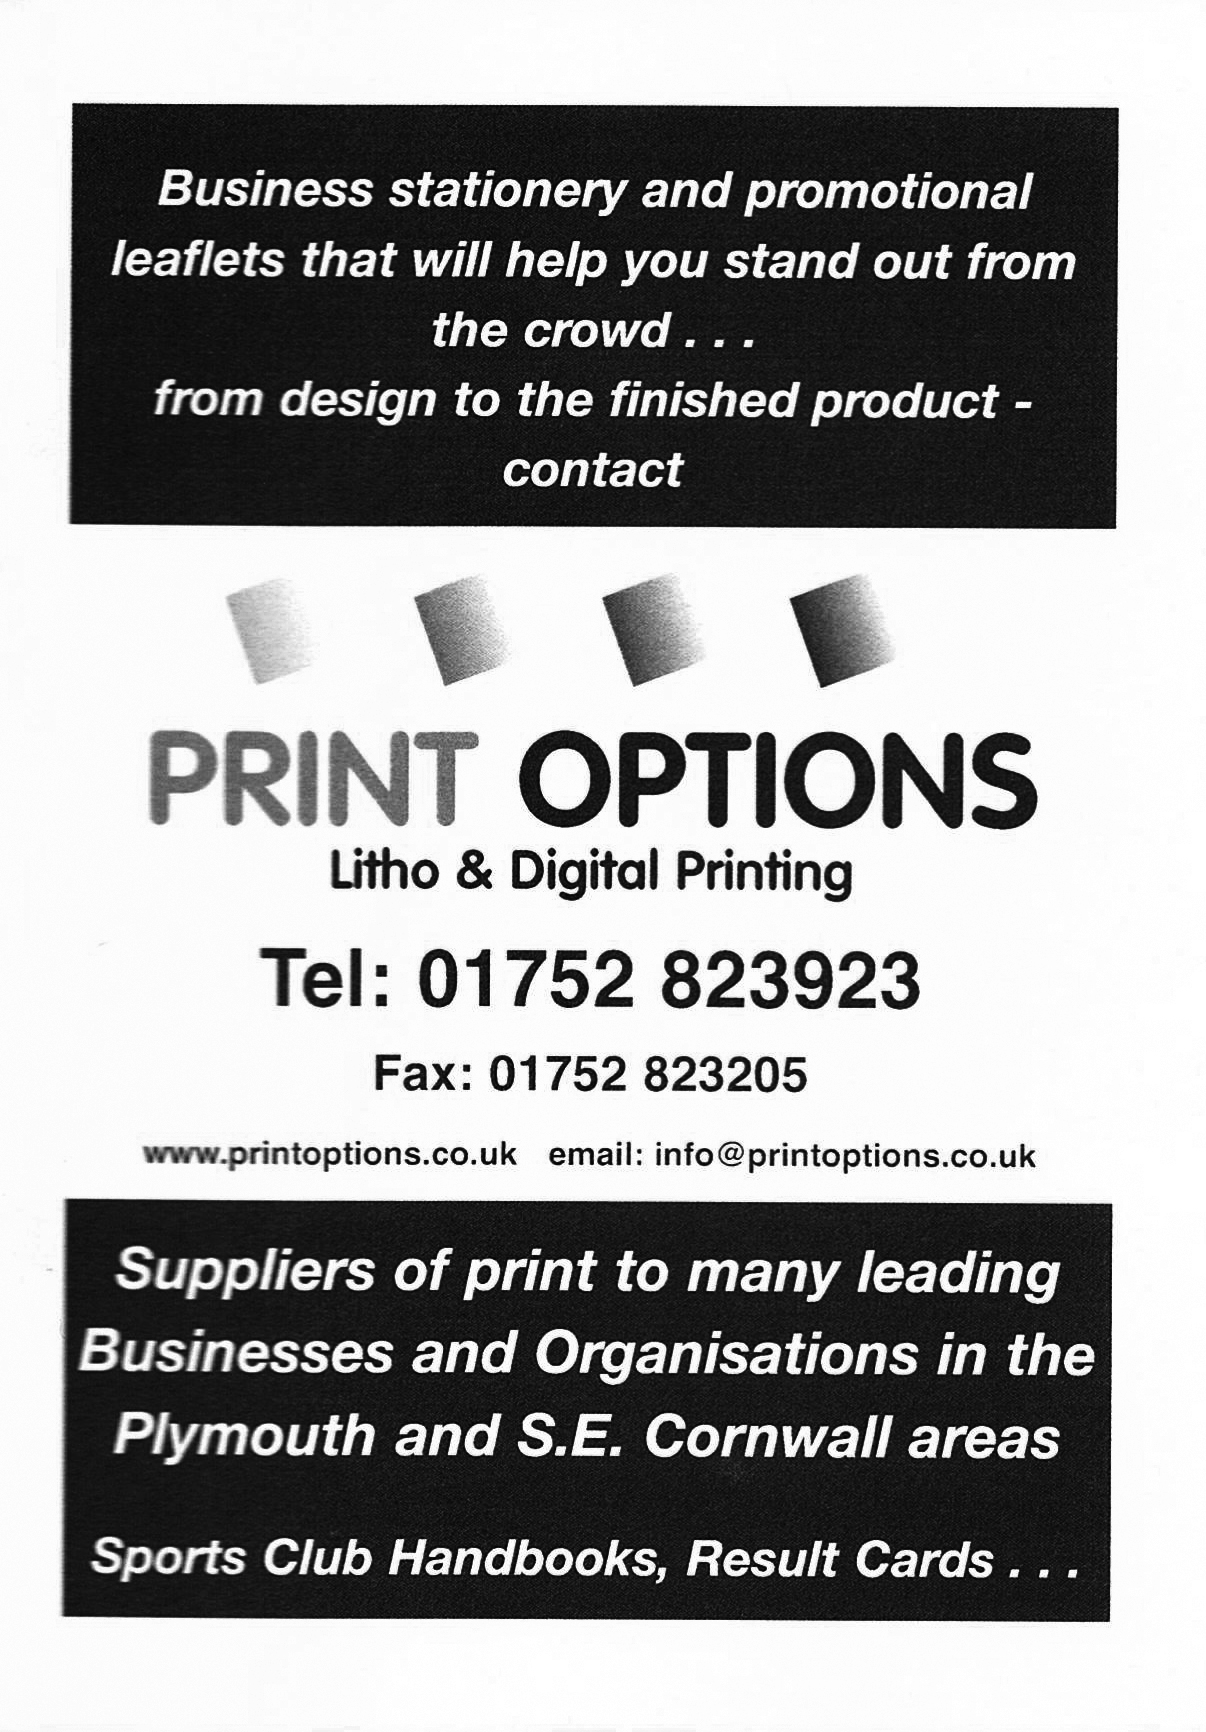 Business stationery and promotional
leaflets that will help you stand out from
the crowd . . .
from design to the finished product -
contact
PRINT OPTIONS
Litho & Digital Printing
Tel: 01752 823923
Fax: 01752 823205
www.printoptions.co.uk email: info@printoptions.co.uk
Suppliers of print to many leading
Businesses and Organisations in the
Plymouth and S.E. Cornwall areas
Sports Club Handbooks, Result Cards . . .